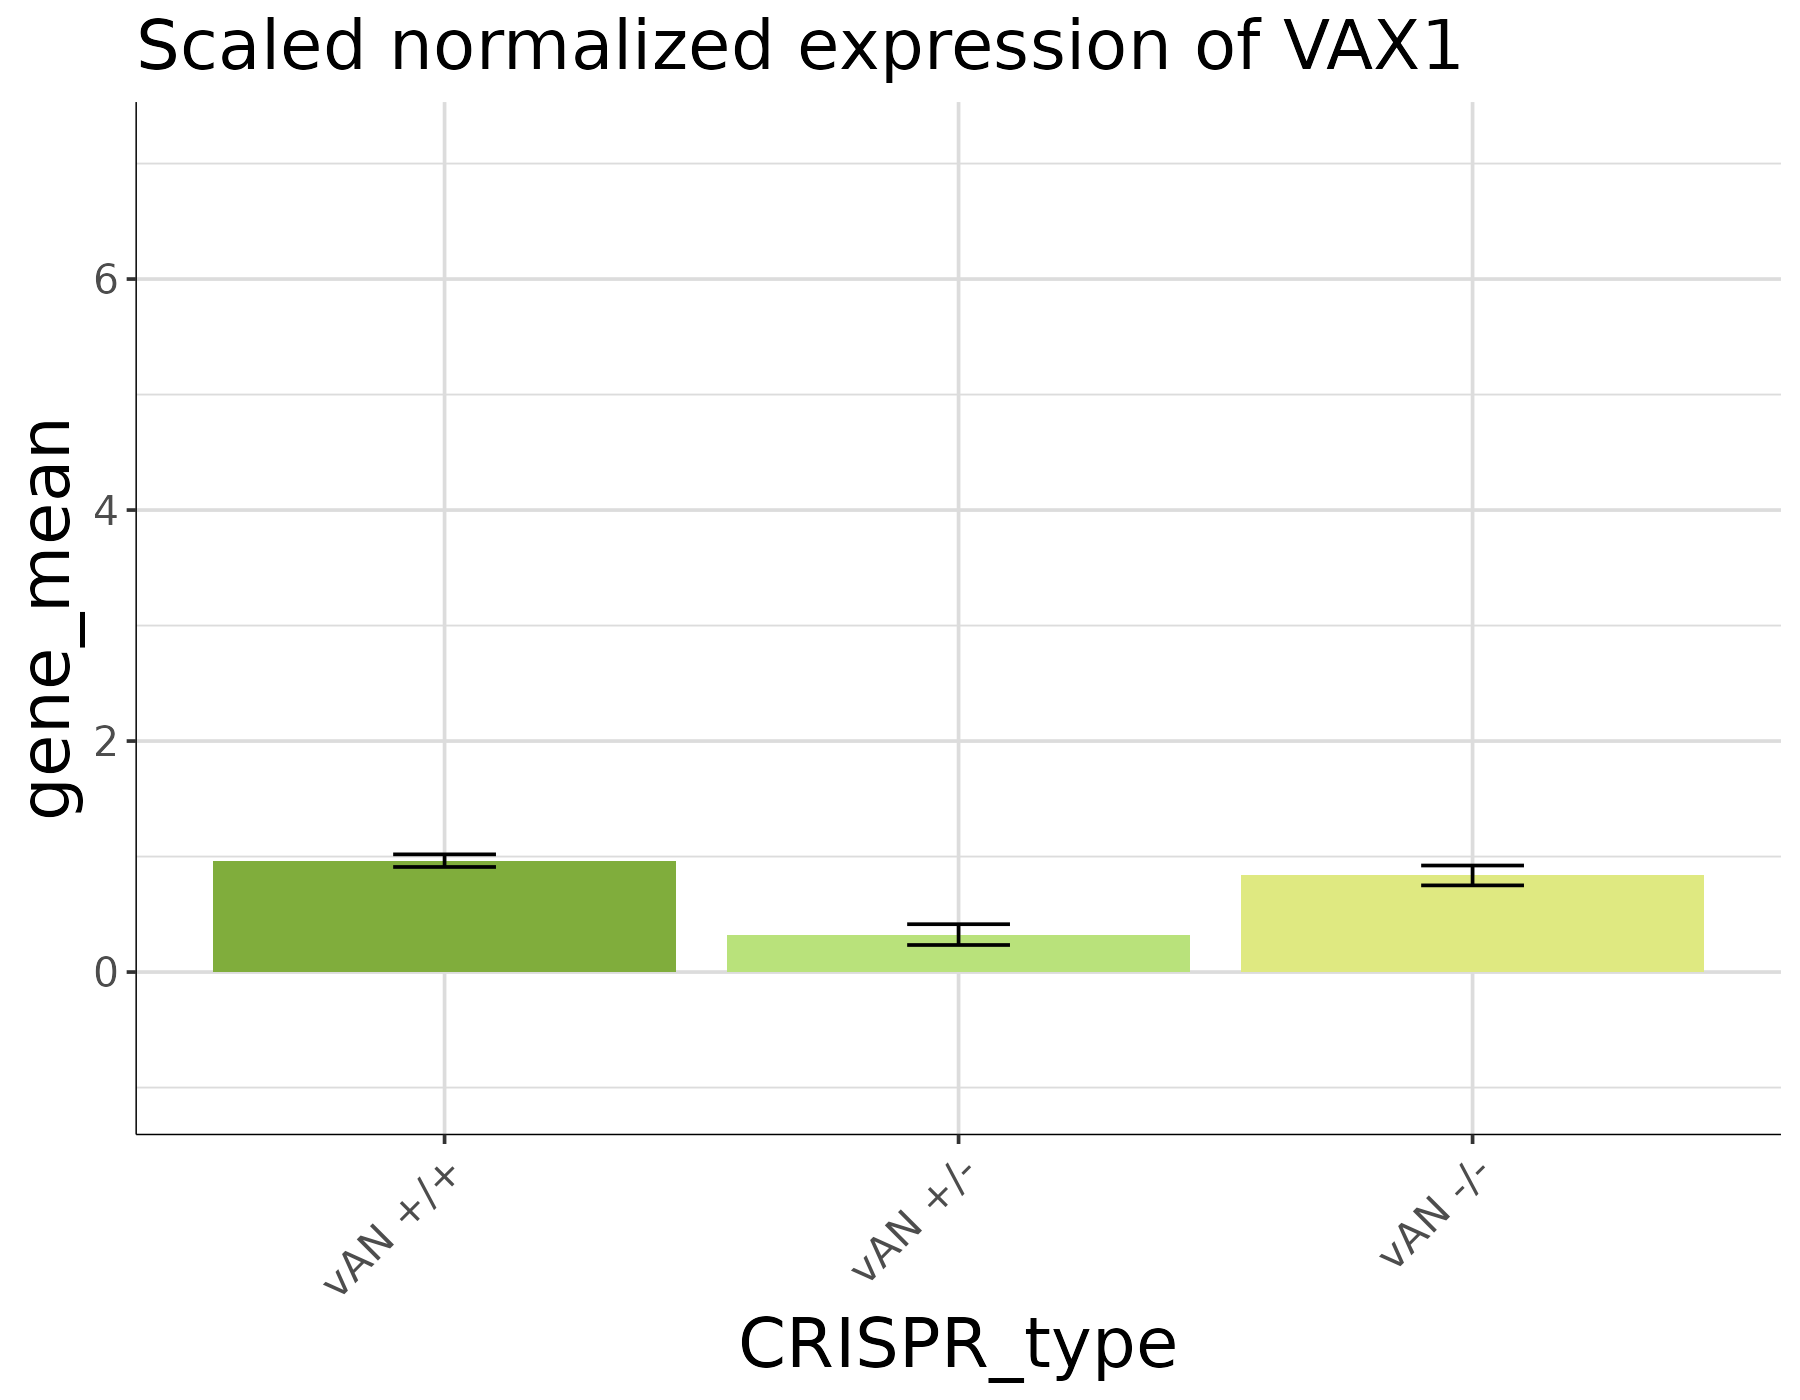 Scaled normalized expression of VAX1
gene_mean
6
4
2
0
vAN +/+
vAN +/-
vAN -/-
CRISPR_type